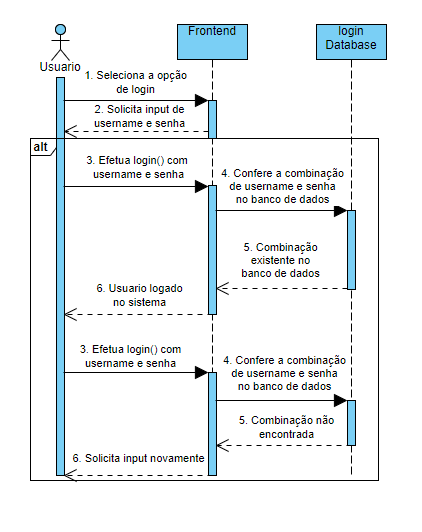 Frontend
login
Database
Usuario
1. Seleciona a opção
de login
2. Solicita input de
username e senha
alt
3. Efetua login() com
username e senha
4. Confere a combinação
de username e senha
no banco de dados
5. Combinação
existente no
banco de dados
6. Usuario logado
no sistema
3. Efetua login() com
username e senha
4. Confere a combinação
de username e senha
no banco de dados
5. Combinação não
encontrada
6. Solicita input novamente